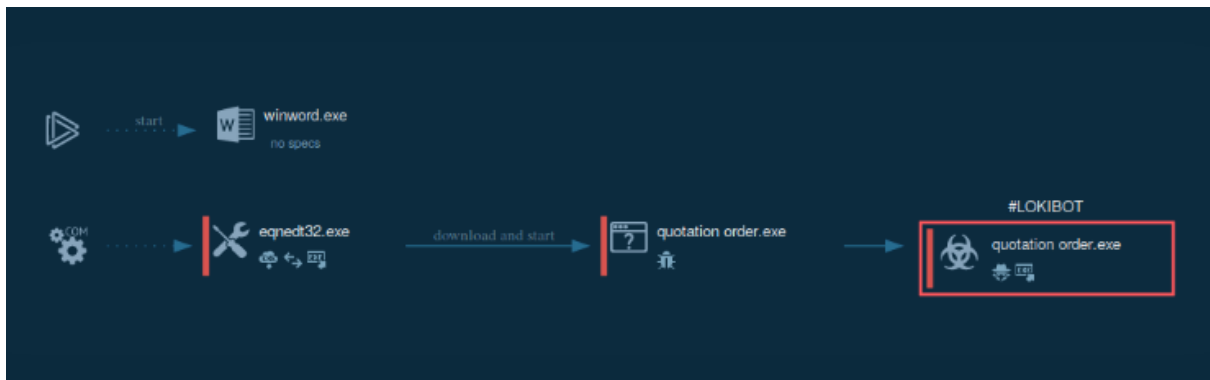 start
winword.exe
no specs
COM
eqnedt32.exe
download and start
quotation order.exe
#LOKIBOT
quotation order.exe